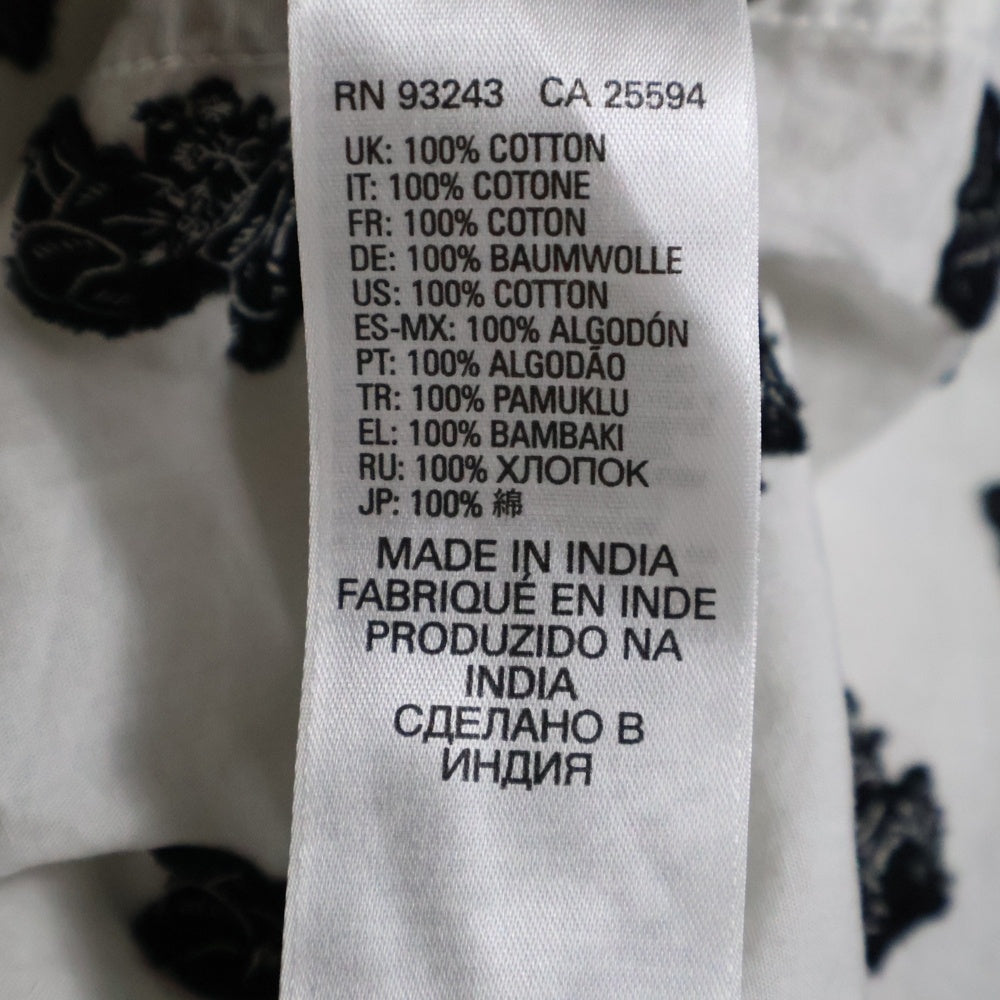 RN 93243 CA 25594
UK: 100% COTTON
IT: 100% COTONE
FR: 100% COTON
DE: 100% BAUMWOLLE
US: 100% COTTON
ES-MX: 100% ALGODÓN
PT: 100% ALGODÃO
TR: 100% PAMUKLU
EL: 100% BAMBAKI
RU: 100% ХЛОПОК
JP: 100% 綿
MADE IN INDIA
FABRIQUÉ EN INDE
PRODUZIDO NA
INDIA
СДЕЛАНО В
ИНДИЯ